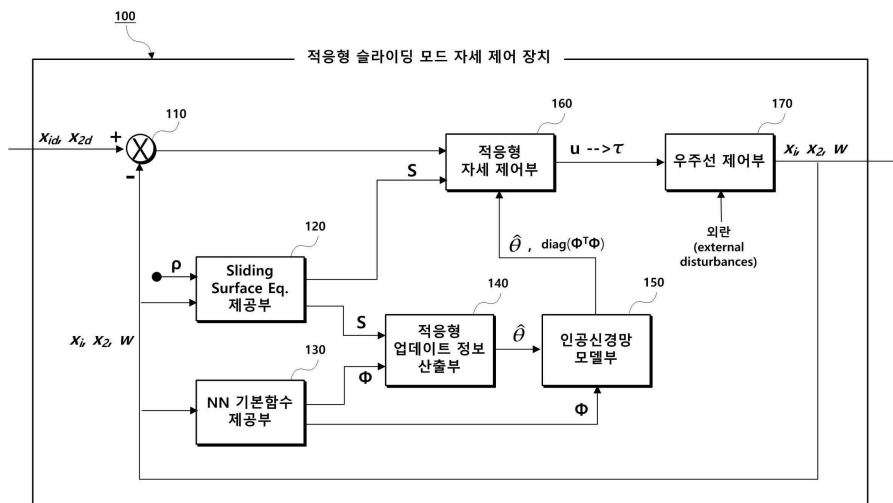 100
적응형 슬라이딩 모드 자세 제어 장치
110
160
170
xid, x2d
+
-
X
적응형
자세 제어부
u -->τ
우주선 제어부
xi, x2, w
S
외란
(external
disturbances)
120
ρ
Sliding
Surface Eq.
제공부
θ̂ , diag(ΦᵀΦ)
140
150
xi, x2, w
S
적응형
업데이트 정보
산출부
θ̂
인공신경망
모델부
130
NN 기본함수
제공부
Φ
Φ